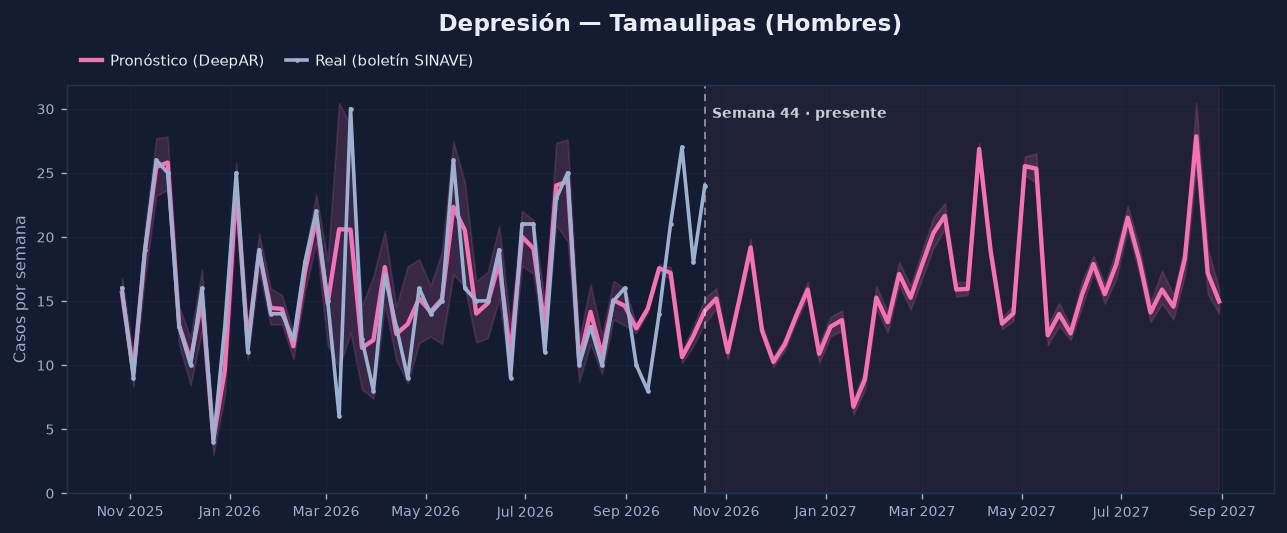 Depresión — Tamaulipas (Hombres)
Pronóstico (DeepAR)
Real (boletín SINAVE)
Semana 44 · presente
Casos por semana
30
25
20
15
10
5
0
Nov 2025
Jan 2026
Mar 2026
May 2026
Jul 2026
Sep 2026
Nov 2026
Jan 2027
Mar 2027
May 2027
Jul 2027
Sep 2027